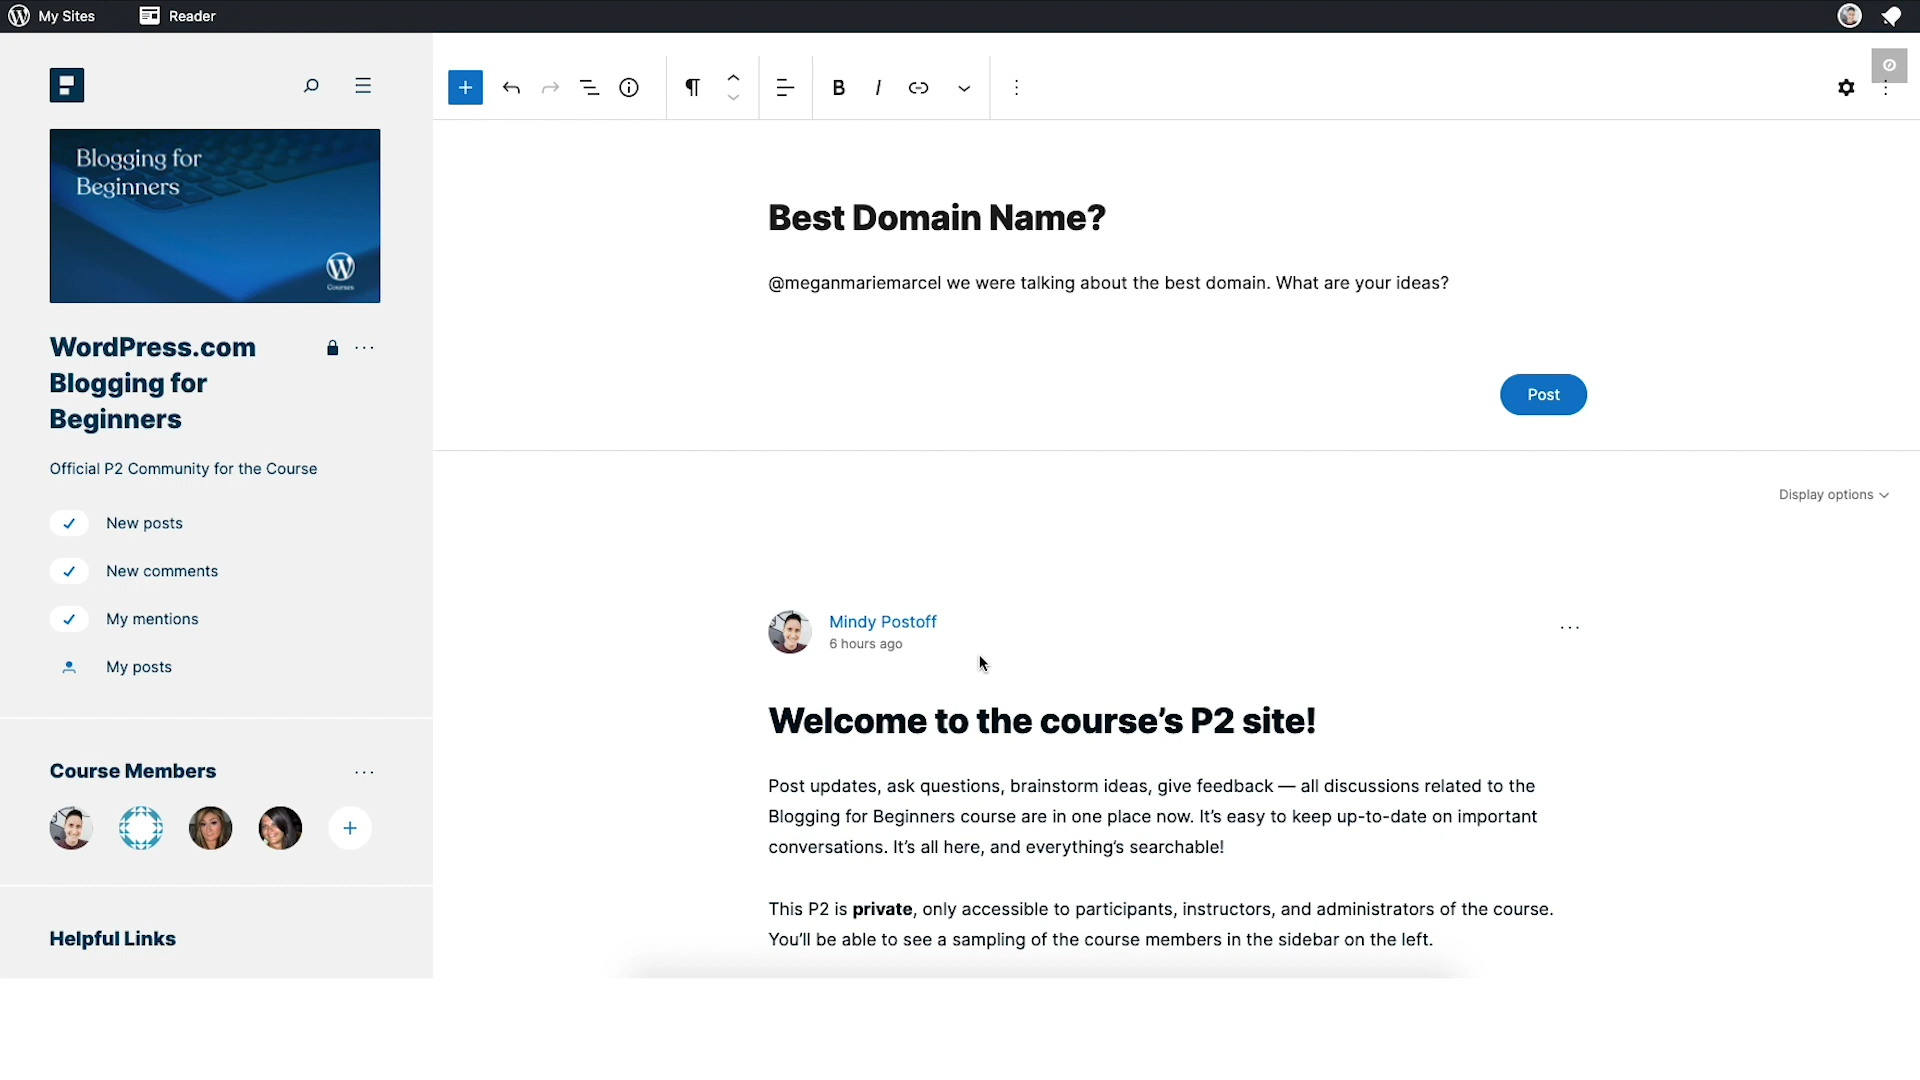 My Sites
Reader
Blogging for
Beginners
Courses
WordPress.com
Blogging for
Beginners
Official P2 Community for the Course
New posts
New comments
My mentions
My posts
Course Members
Helpful Links
Best Domain Name?
@meganmariemarcel we were talking about the best domain. What are your ideas?
Post
Display options
Mindy Postoff
6 hours ago
Welcome to the course’s P2 site!
Post updates, ask questions, brainstorm ideas, give feedback — all discussions related to the
Blogging for Beginners course are in one place now. It’s easy to keep up-to-date on important
conversations. It’s all here, and everything’s searchable!
This P2 is private, only accessible to participants, instructors, and administrators of the course.
You’ll be able to see a sampling of the course members in the sidebar on the left.